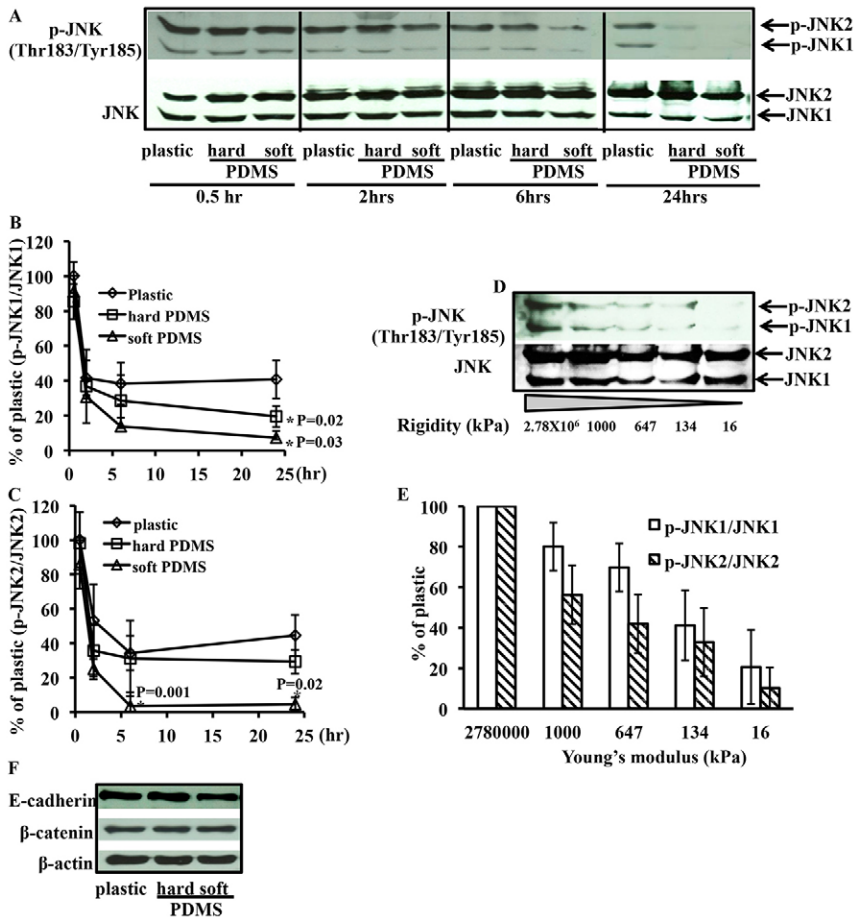 A
p-JNK
(Thr183/Tyr185)
p-JNK2
p-JNK1
JNK
JNK2
JNK1
plastic hard soft plastic hard soft plastic hard soft plastic hard soft
PDMS PDMS PDMS PDMS
0.5 hr 2hrs 6hrs 24hrs
B
% of plastic (p-JNK1/JNK1)
120
100
80
60
40
20
0
Plastic
hard PDMS
soft PDMS
*P=0.02
*P=0.03
0 5 10 15 20 25 (hr)
C
% of plastic (p-JNK2/JNK2)
120
100
80
60
40
20
0
plastic
hard PDMS
soft PDMS
P=0.001
*
P=0.02
*
0 5 10 15 20 25 (hr)
D
p-JNK
(Thr183/Tyr185)
p-JNK2
p-JNK1
JNK
JNK2
JNK1
Rigidity (kPa) 2.78X10⁶ 1000 647 134 16
E
% of plastic
100
80
60
40
20
0
p-JNK1/JNK1
p-JNK2/JNK2
2780000 1000 647 134 16
Young's modulus (kPa)
F
E-cadherin
β-catenin
β-actin
plastic hard soft
PDMS